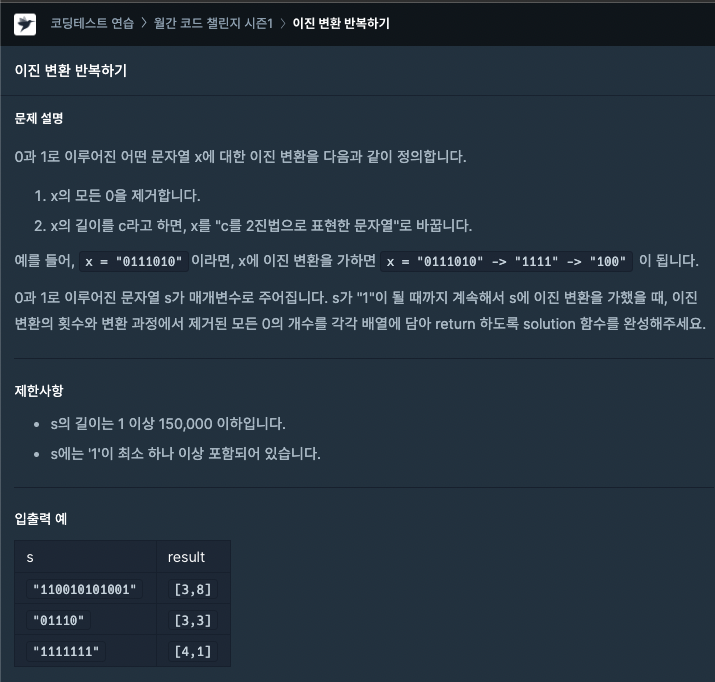 코딩테스트 연습 > 월간 코드 챌린지 시즌1 > 이진 변환 반복하기
이진 변환 반복하기
문제 설명
0과 1로 이루어진 어떤 문자열 x에 대한 이진 변환을 다음과 같이 정의합니다.
1. x의 모든 0을 제거합니다.
2. x의 길이를 c라고 하면, x를 "c를 2진법으로 표현한 문자열"로 바꿉니다.
예를 들어, x = "0111010" 이라면, x에 이진 변환을 가하면 x = "0111010" -> "1111" -> "100" 이 됩니다.
0과 1로 이루어진 문자열 s가 매개변수로 주어집니다. s가 "1"이 될 때까지 계속해서 s에 이진 변환을 가했을 때, 이진
변환의 횟수와 변환 과정에서 제거된 모든 0의 개수를 각각 배열에 담아 return 하도록 solution 함수를 완성해주세요.
제한사항
• s의 길이는 1 이상 150,000 이하입니다.
• s에는 '1'이 최소 하나 이상 포함되어 있습니다.
입출력 예
s result
"110010101001" [3,8]
"01110" [3,3]
"1111111" [4,1]